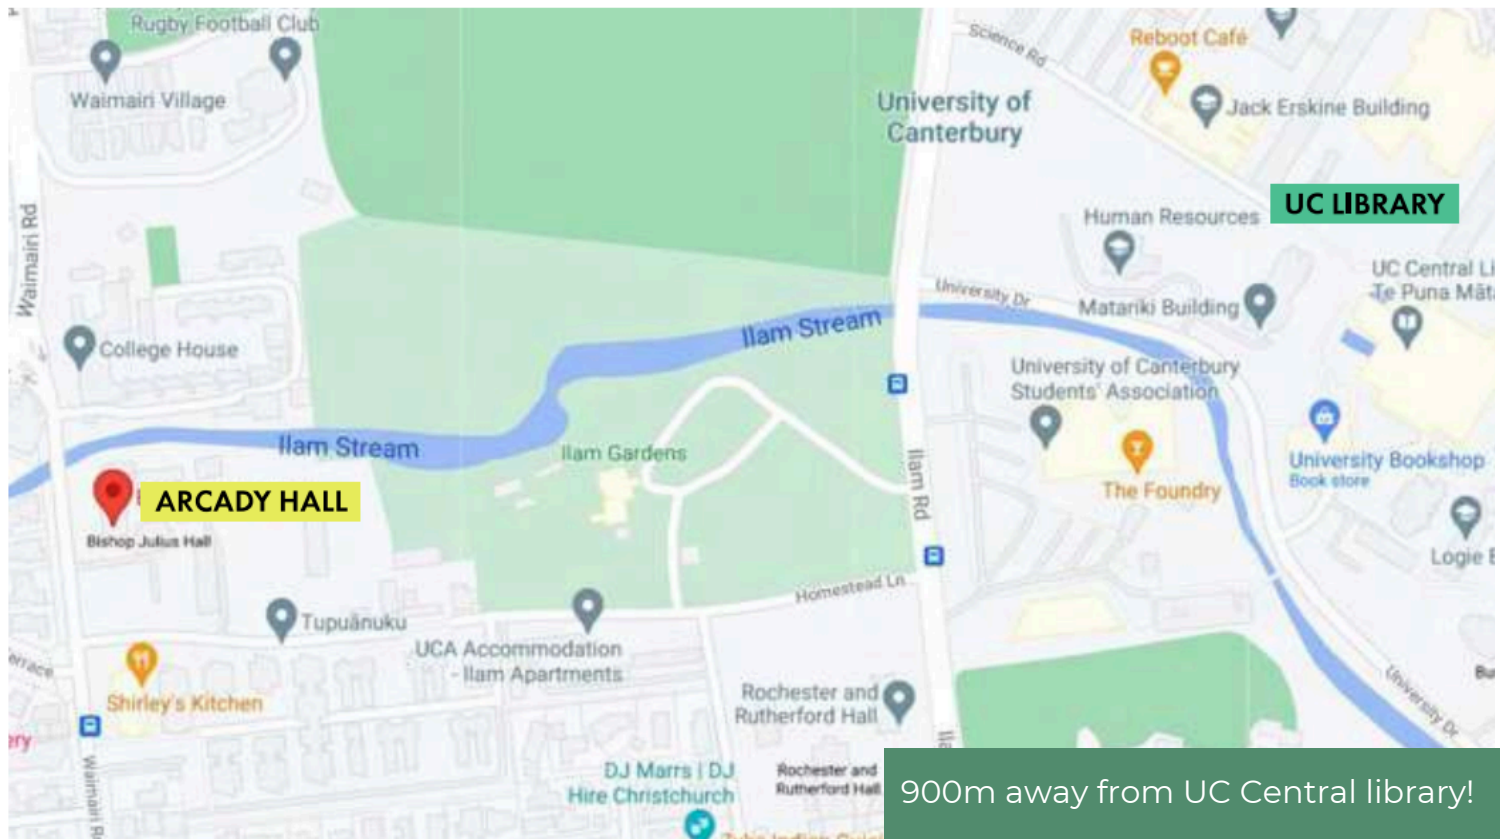 Rugby Football Club
Waimairi Village
Waimairi Rd
College House
Ilam Stream
ARCADY HALL
Bishop Julius Hall
Tupuānuku
Shirley's Kitchen
Waimairi
UCA Accommodation
- Ilam Apartments
Ilam Gardens
Ilam Stream
Homestead Ln
Ilam Rd
Rochester and
Rutherford Hall
DJ Marrs | DJ
Hire Christchurch
Rochester and
Rutherford Hall
University of
Canterbury
Science Rd
Reboot Café
Jack Erskine Building
UC LIBRARY
Human Resources
UC Central
Te Puna
University Dr
Matariki Building
University of Canterbury
Students' Association
The Foundry
University Bookshop
Book store
Logie
University Dr
900m away from UC Central library!